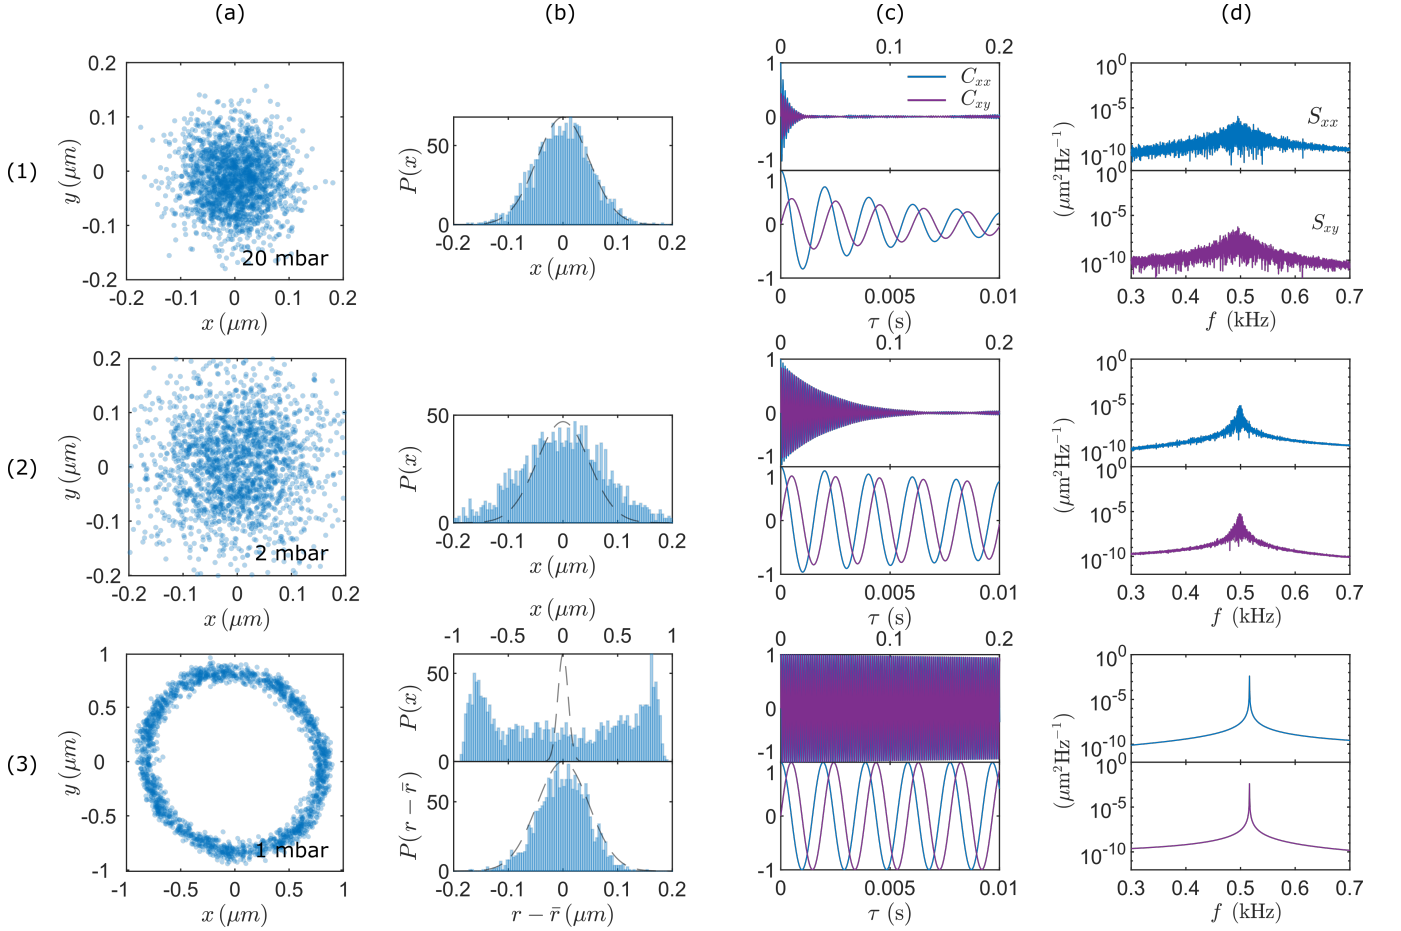 (a) (b) (c) (d)
(1)
0.2
0.1
0
-0.1
-0.2
y (μm)
20 mbar
-0.2 -0.1 0 0.1 0.2
x (μm)
50
0
P(x)
-0.2 -0.1 0 0.1 0.2
x (μm)
0 0.1 0.2
1
0
-1
C_xx
C_xy
0
-1
0 0.005 0.01
τ (s)
10^0
10^-5
10^-10
0
10^-5
10^-10
(μm^2Hz^-1)
S_xx
S_xy
0.3 0.4 0.5 0.6 0.7
f (kHz)
(2)
0.2
0.1
0
-0.1
-0.2
y (μm)
2 mbar
-0.2 -0.1 0 0.1 0.2
x (μm)
50
0
P(x)
-0.2 -0.1 0 0.1 0.2
x (μm)
0 0.1 0.2
1
0
-1
0
-1
0 0.005 0.01
τ (s)
10^0
10^-5
10^-10
0
10^-5
10^-10
(μm^2Hz^-1)
0.3 0.4 0.5 0.6 0.7
f (kHz)
(3)
1
0.5
0
-0.5
-1
y (μm)
1 mbar
-1 -0.5 0 0.5 1
x (μm)
x (μm)
-1 -0.5 0 0.5 1
50
0
P(x)
50
0
P(r − r̄)
-0.2 -0.1 0 0.1 0.2
r − r̄ (μm)
0 0.1 0.2
1
0
-1
1
0
-1
0 0.005 0.01
τ (s)
10^0
10^-5
10^-10
0
10^-5
10^-10
(μm^2Hz^-1)
0.3 0.4 0.5 0.6 0.7
f (kHz)